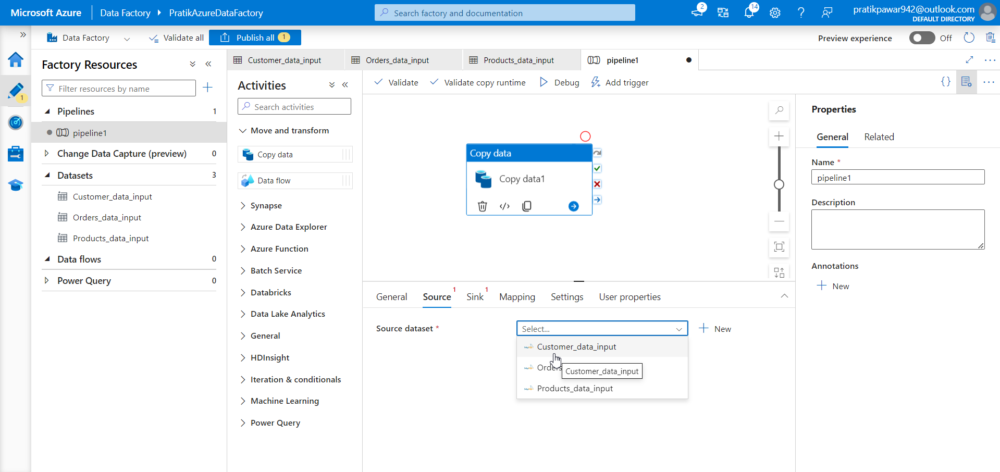 Microsoft Azure
Data Factory
PratikAzureDataFactory
Search factory and documentation
2
14
pratikpawar942@outlook.com
DEFAULT DIRECTORY
Data Factory
Validate all
Publish all 1
Preview experience
Off
1
Factory Resources
Filter resources by name
Pipelines 1
pipeline1
Change Data Capture (preview) 0
Datasets 3
Customer_data_input
Orders_data_input
Products_data_input
Data flows 0
Power Query 0
Customer_data_input
Orders_data_input
Products_data_input
pipeline1
Activities
Search activities
Move and transform
Copy data
Data flow
Synapse
Azure Data Explorer
Azure Function
Batch Service
Databricks
Data Lake Analytics
General
HDInsight
Iteration & conditionals
Machine Learning
Power Query
Validate
Validate copy runtime
Debug
Add trigger
Copy data
Copy data1
General
Source 1
Sink 1
Mapping
Settings
User properties
Source dataset *
Select...
New
Customer_data_input
Orders
Customer_data_input
Products_data_input
Properties
General
Related
Name *
pipeline1
Description
Annotations
New